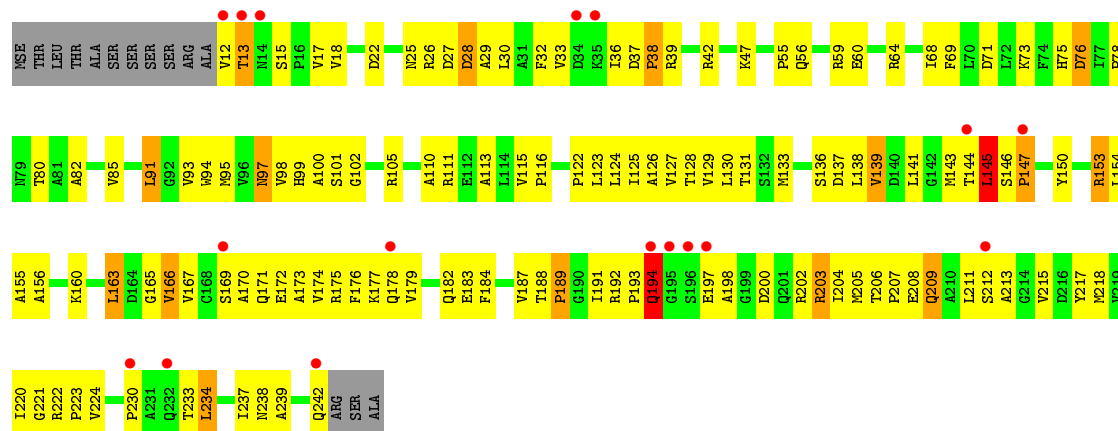 MSE THR LEU THR ALA SER SER SER SER ARG ALA V12 T13 N14 S15 P16 V17 V18 D22 N25 R26 D27 D28 A29 L30 A31 F32 V33 D34 K35 I36 D37 P38 R39 R42 K47 P55 Q56 R59 E60 R64 I68 F69 L70 D71 L72 K73 F74 H75 D76 I77 P78
N79 T80 A81 A82 V85 L91 G92 V93 W94 M95 V96 N97 V98 H99 A100 S101 G102 R105 A110 R111 E112 A113 L114 V115 P116 P122 L123 L124 I125 A126 V127 T128 V129 L130 T131 S132 M133 S136 D137 L138 V139 D140 L141 G142 M143 T144 L145 S146 P147 Y150 R153 L154
A155 A156 K160 L163 D164 G165 V166 V167 C168 S169 A170 Q171 E172 A173 V174 R175 F176 K177 Q178 V179 Q182 E183 F184 V187 T188 P189 G190 I191 R192 P193 Q194 G195 S196 E197 A198 G199 D200 Q201 R202 R203 I204 M205 T206 P207 E208 Q209 A210 L211 S212 A213 G214 V215 D216 Y217 M218 V219
I220 G221 R222 P223 V224 P230 A231 Q232 T233 L234 I237 N238 A239 Q242 ARG SER ALA